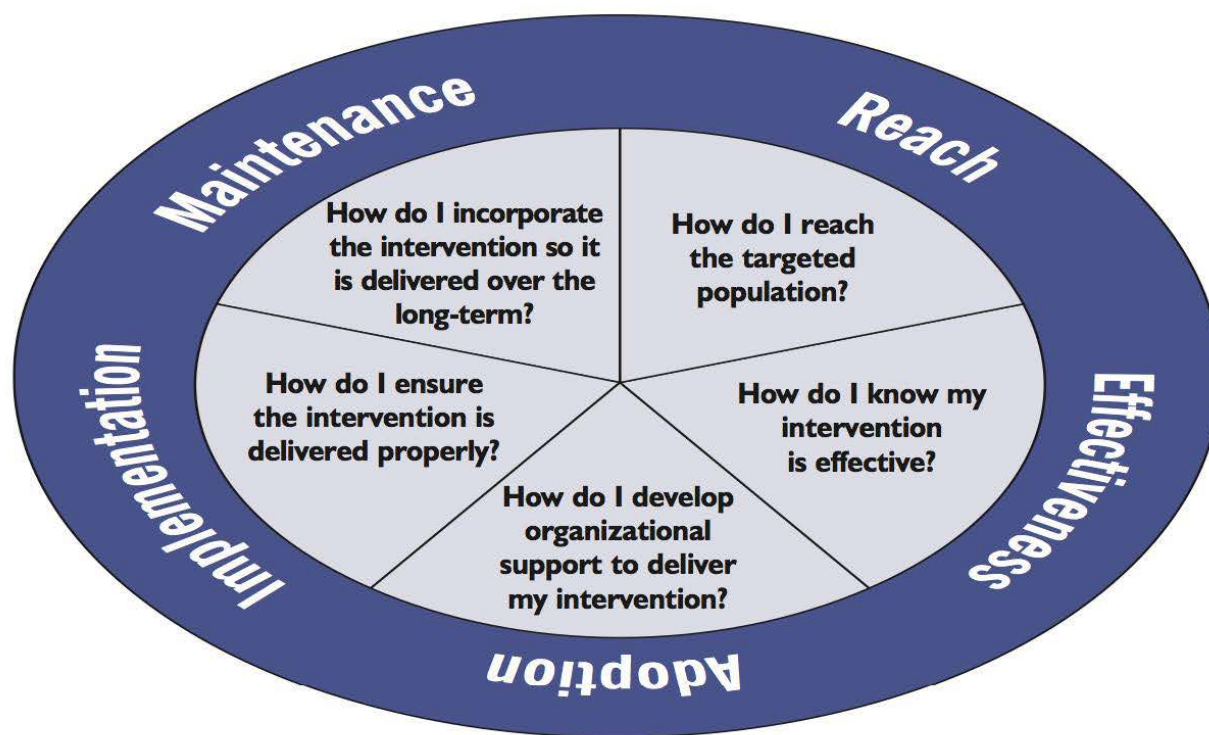 Reach
How do I reach
the targeted
population?
Effectiveness
How do I know my
intervention
is effective?
Adoption
How do I develop
organizational
support to deliver
my intervention?
Implementation
How do I ensure
the intervention is
delivered properly?
Maintenance
How do I incorporate
the intervention so it
is delivered over the
long-term?